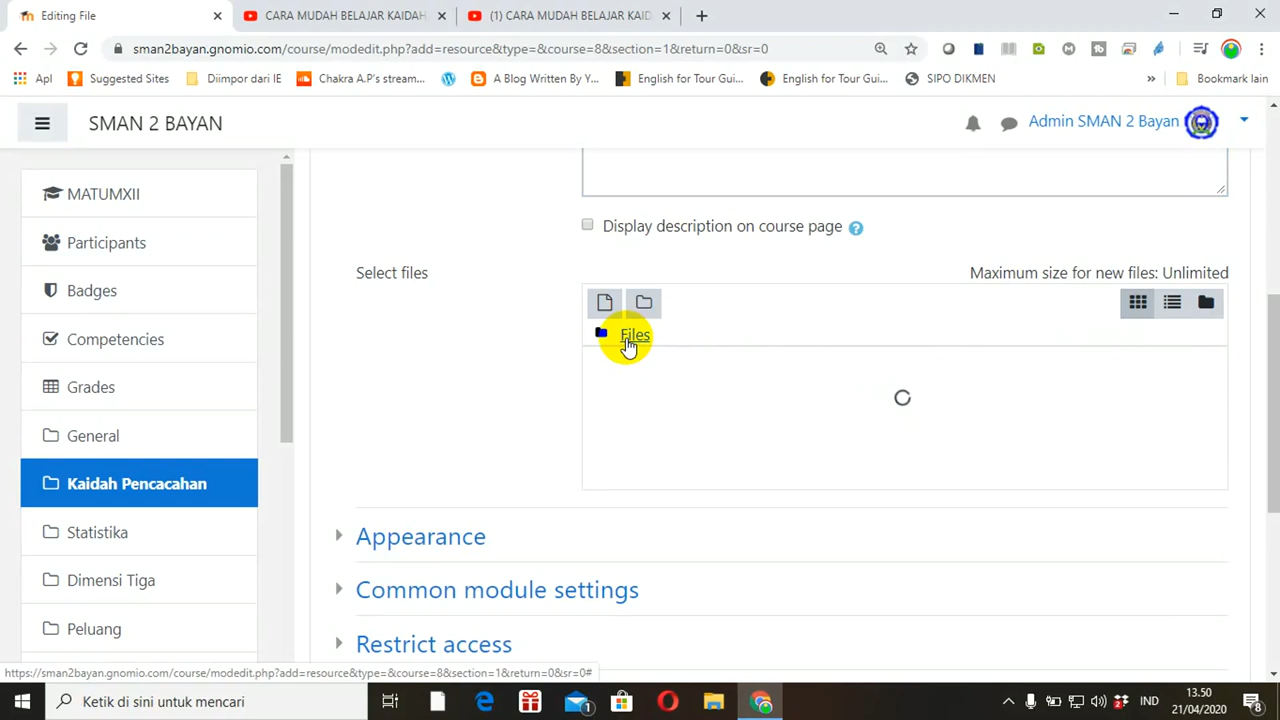 Editing File
CARA MUDAH BELAJAR KAIDAH
(1) CARA MUDAH BELAJAR KAID
sman2bayan.gnomio.com/course/modedit.php?add=resource&type=&course=8&section=1&return=0&sr=0
Apl
Suggested Sites
Diimpor dari IE
Chakra A.P's stream...
A Blog Written By Y...
English for Tour Gui...
English for Tour Gui...
SIPO DIKMEN
»
Bookmark lain
SMAN 2 BAYAN
Admin SMAN 2 Bayan
MATUMXII
Participants
Badges
Competencies
Grades
General
Kaidah Pencacahan
Statistika
Dimensi Tiga
Peluang
Display description on course page ?
Select files
Maximum size for new files: Unlimited
Files
Appearance
Common module settings
Restrict access
https://sman2bayan.gnomio.com/course/modedit.php?add=resource&type=&course=8&section=1&return=0&sr=0#
Ketik di sini untuk mencari
1
2
IND
13.50
21/04/2020
8